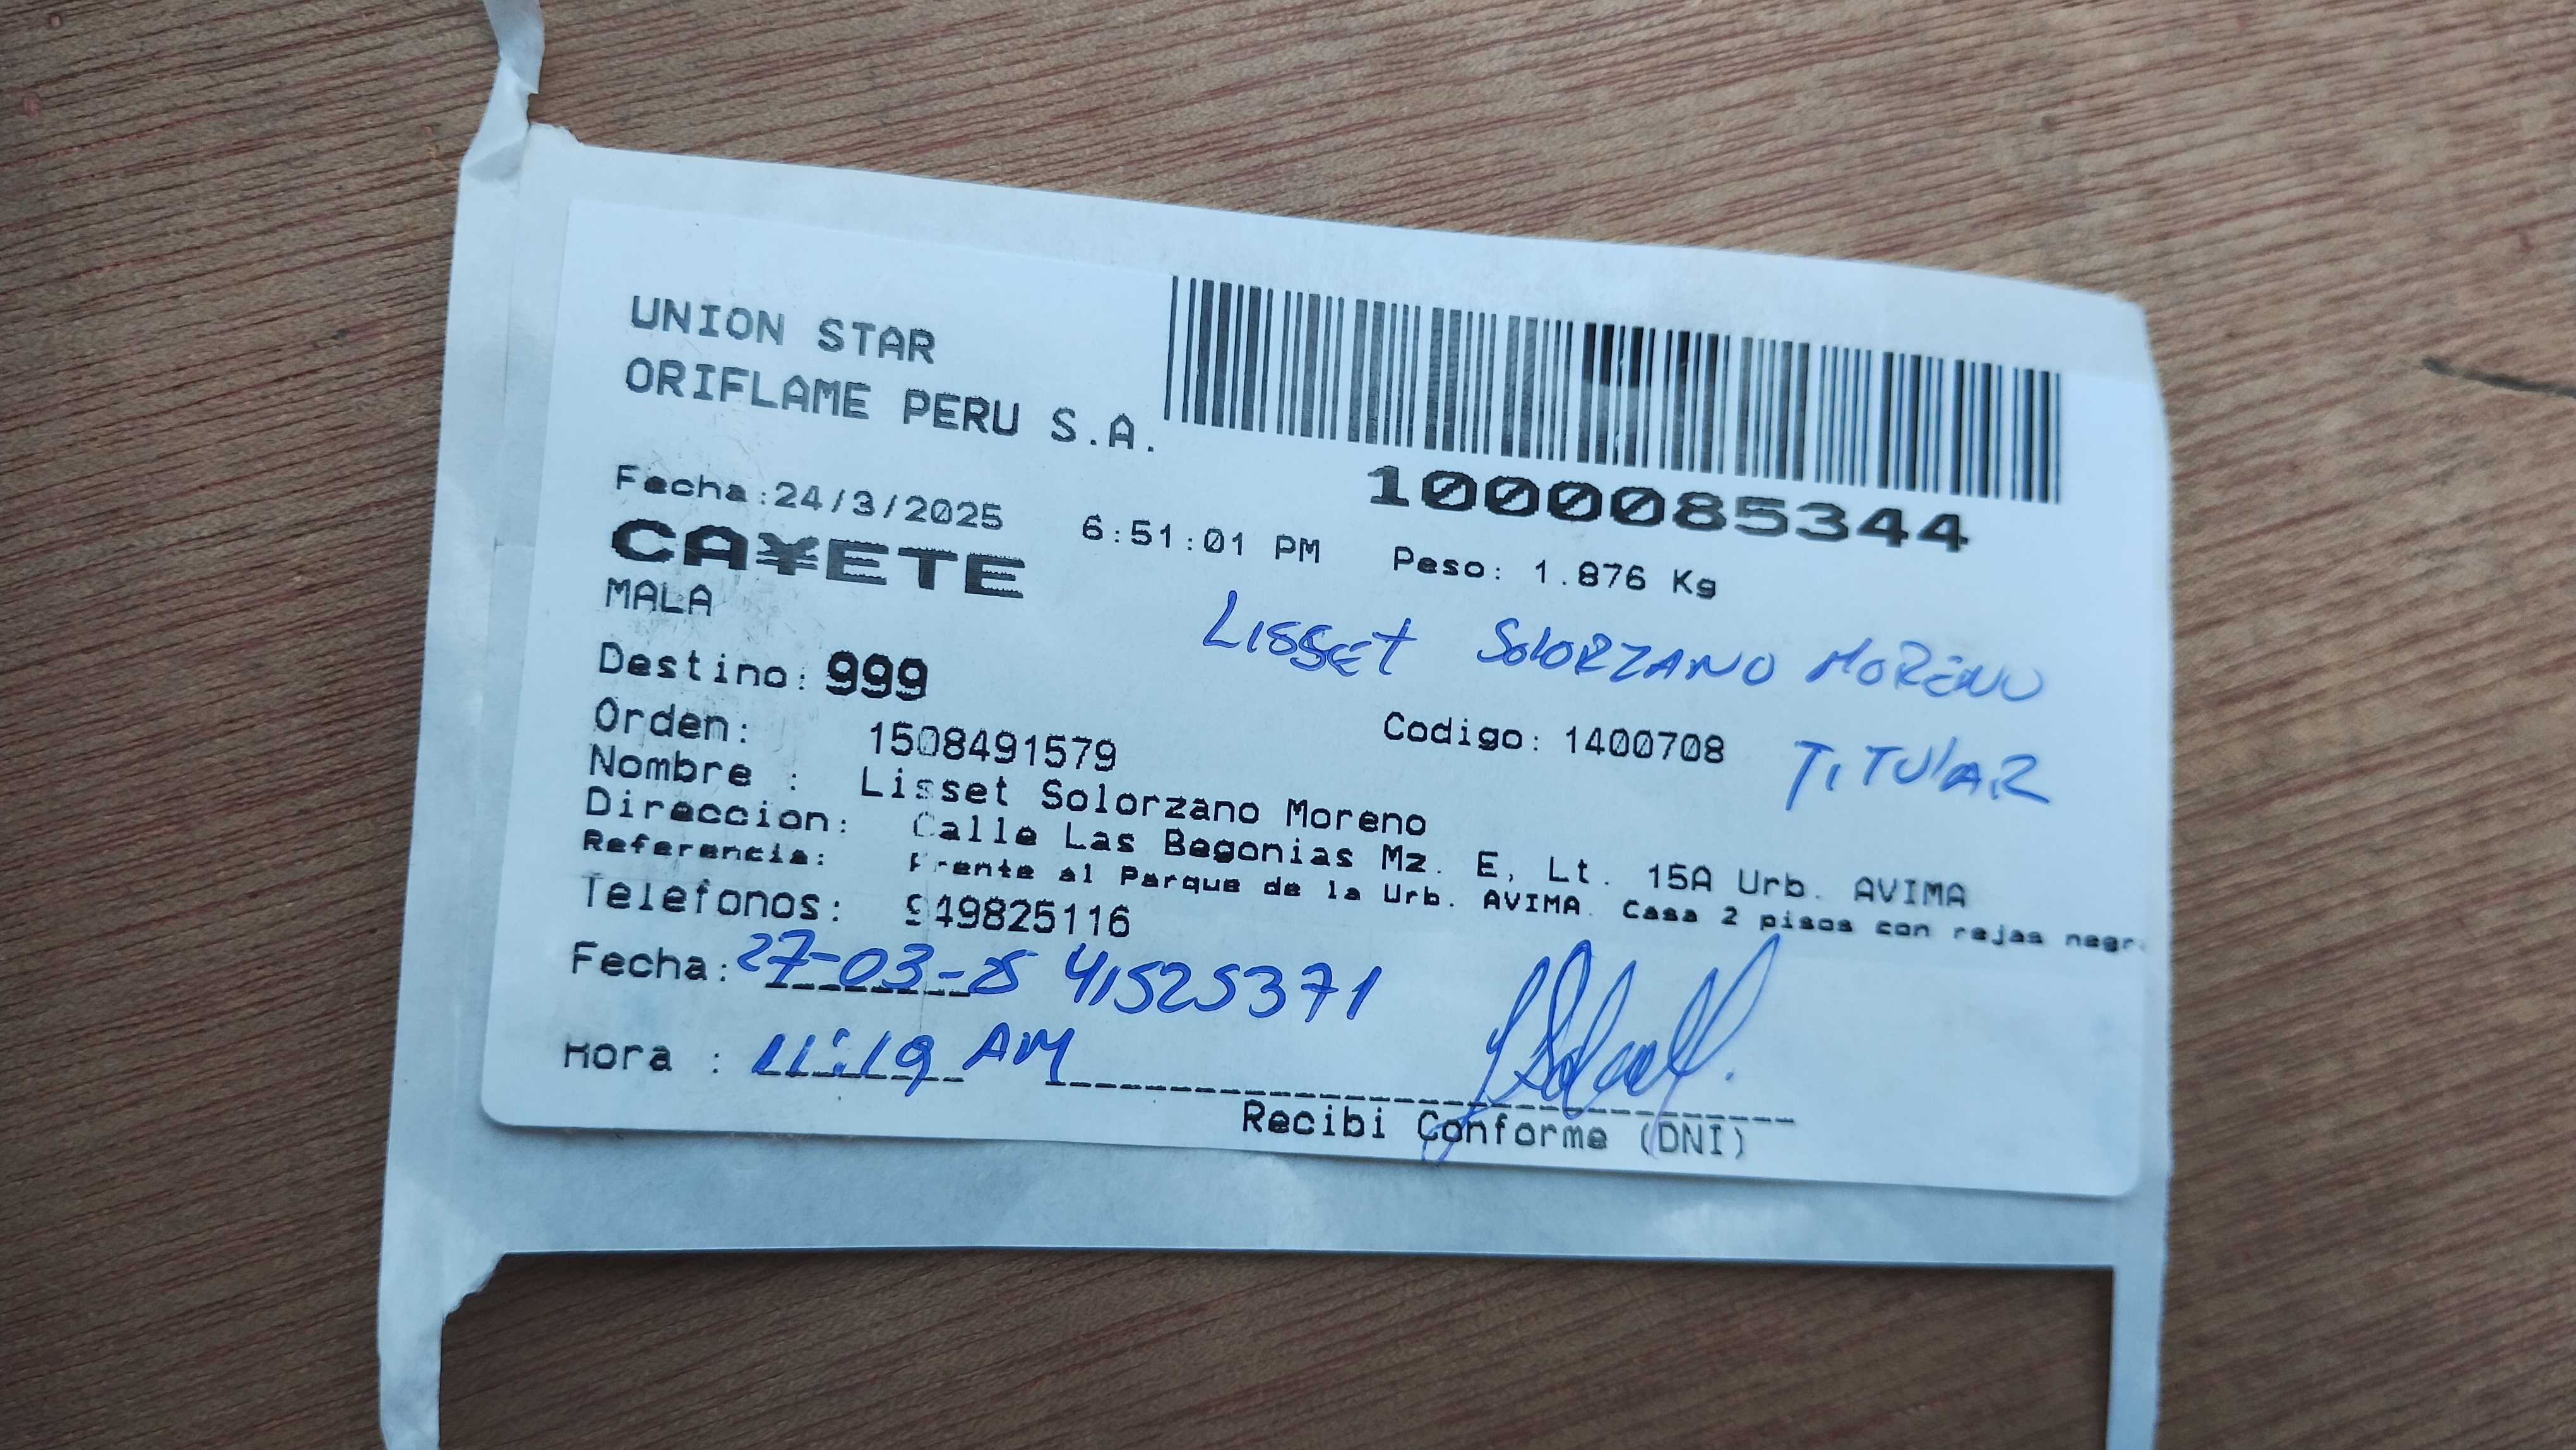 UNION STAR
ORIFLAME PERU S.A.
1000085344
Fecha:24/3/2025 6:51:01 PM Peso: 1.876 Kg
CA¥ETE
MALA
LISSET SOLORZANO MORENO
Destino: 999
Orden: 1508491579 Codigo: 1400708 TITULAR
Nombre : Lisset Solorzano Moreno
Direccion: Calle Las Begonias Mz. E, Lt. 15A Urb. AVIMA
Referencia: Frente al Parque de la Urb. AVIMA. Casa 2 pisos con rejas negr
Telefonos: 949825116
Fecha: 27-03-25 41525371
Hora : 11:19 AM
Recibi Conforme (DNI)